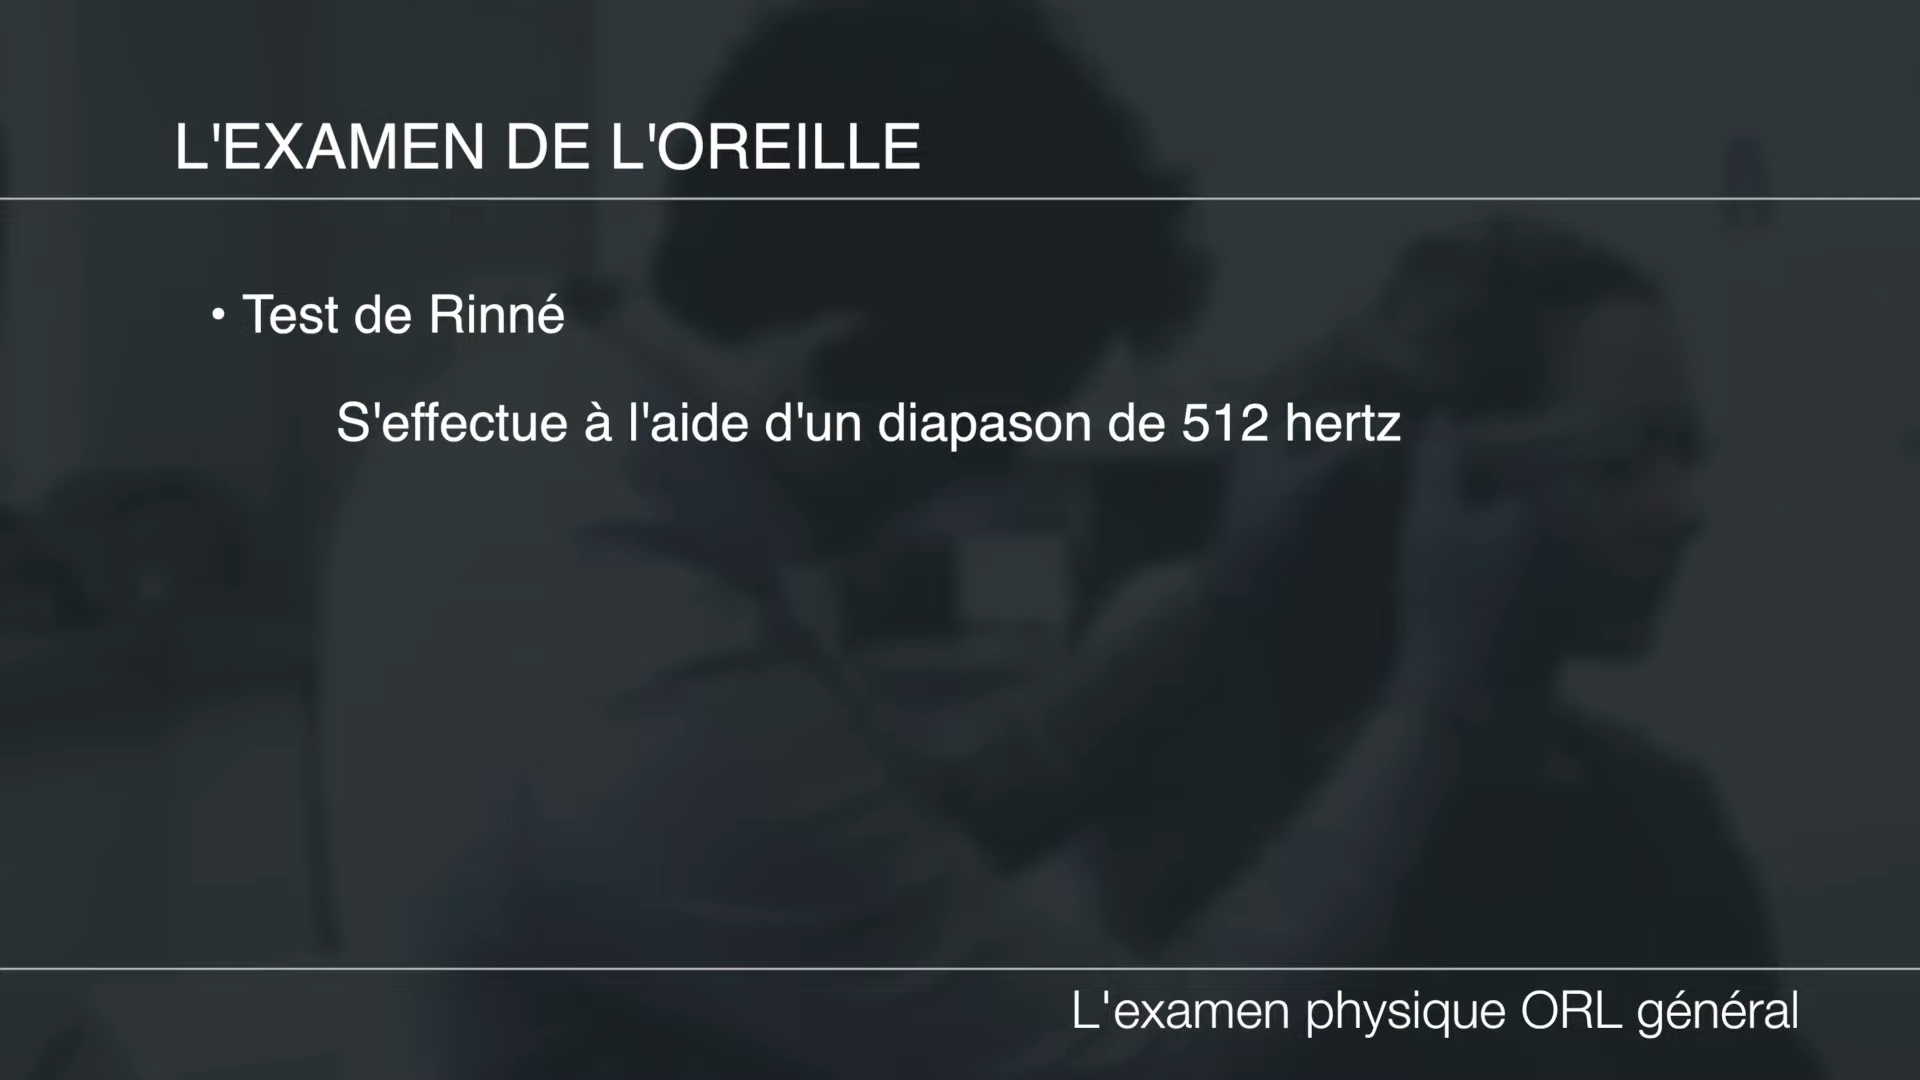 L'EXAMEN DE L'OREILLE
• Test de Rinné
S'effectue à l'aide d'un diapason de 512 hertz
L'examen physique ORL général